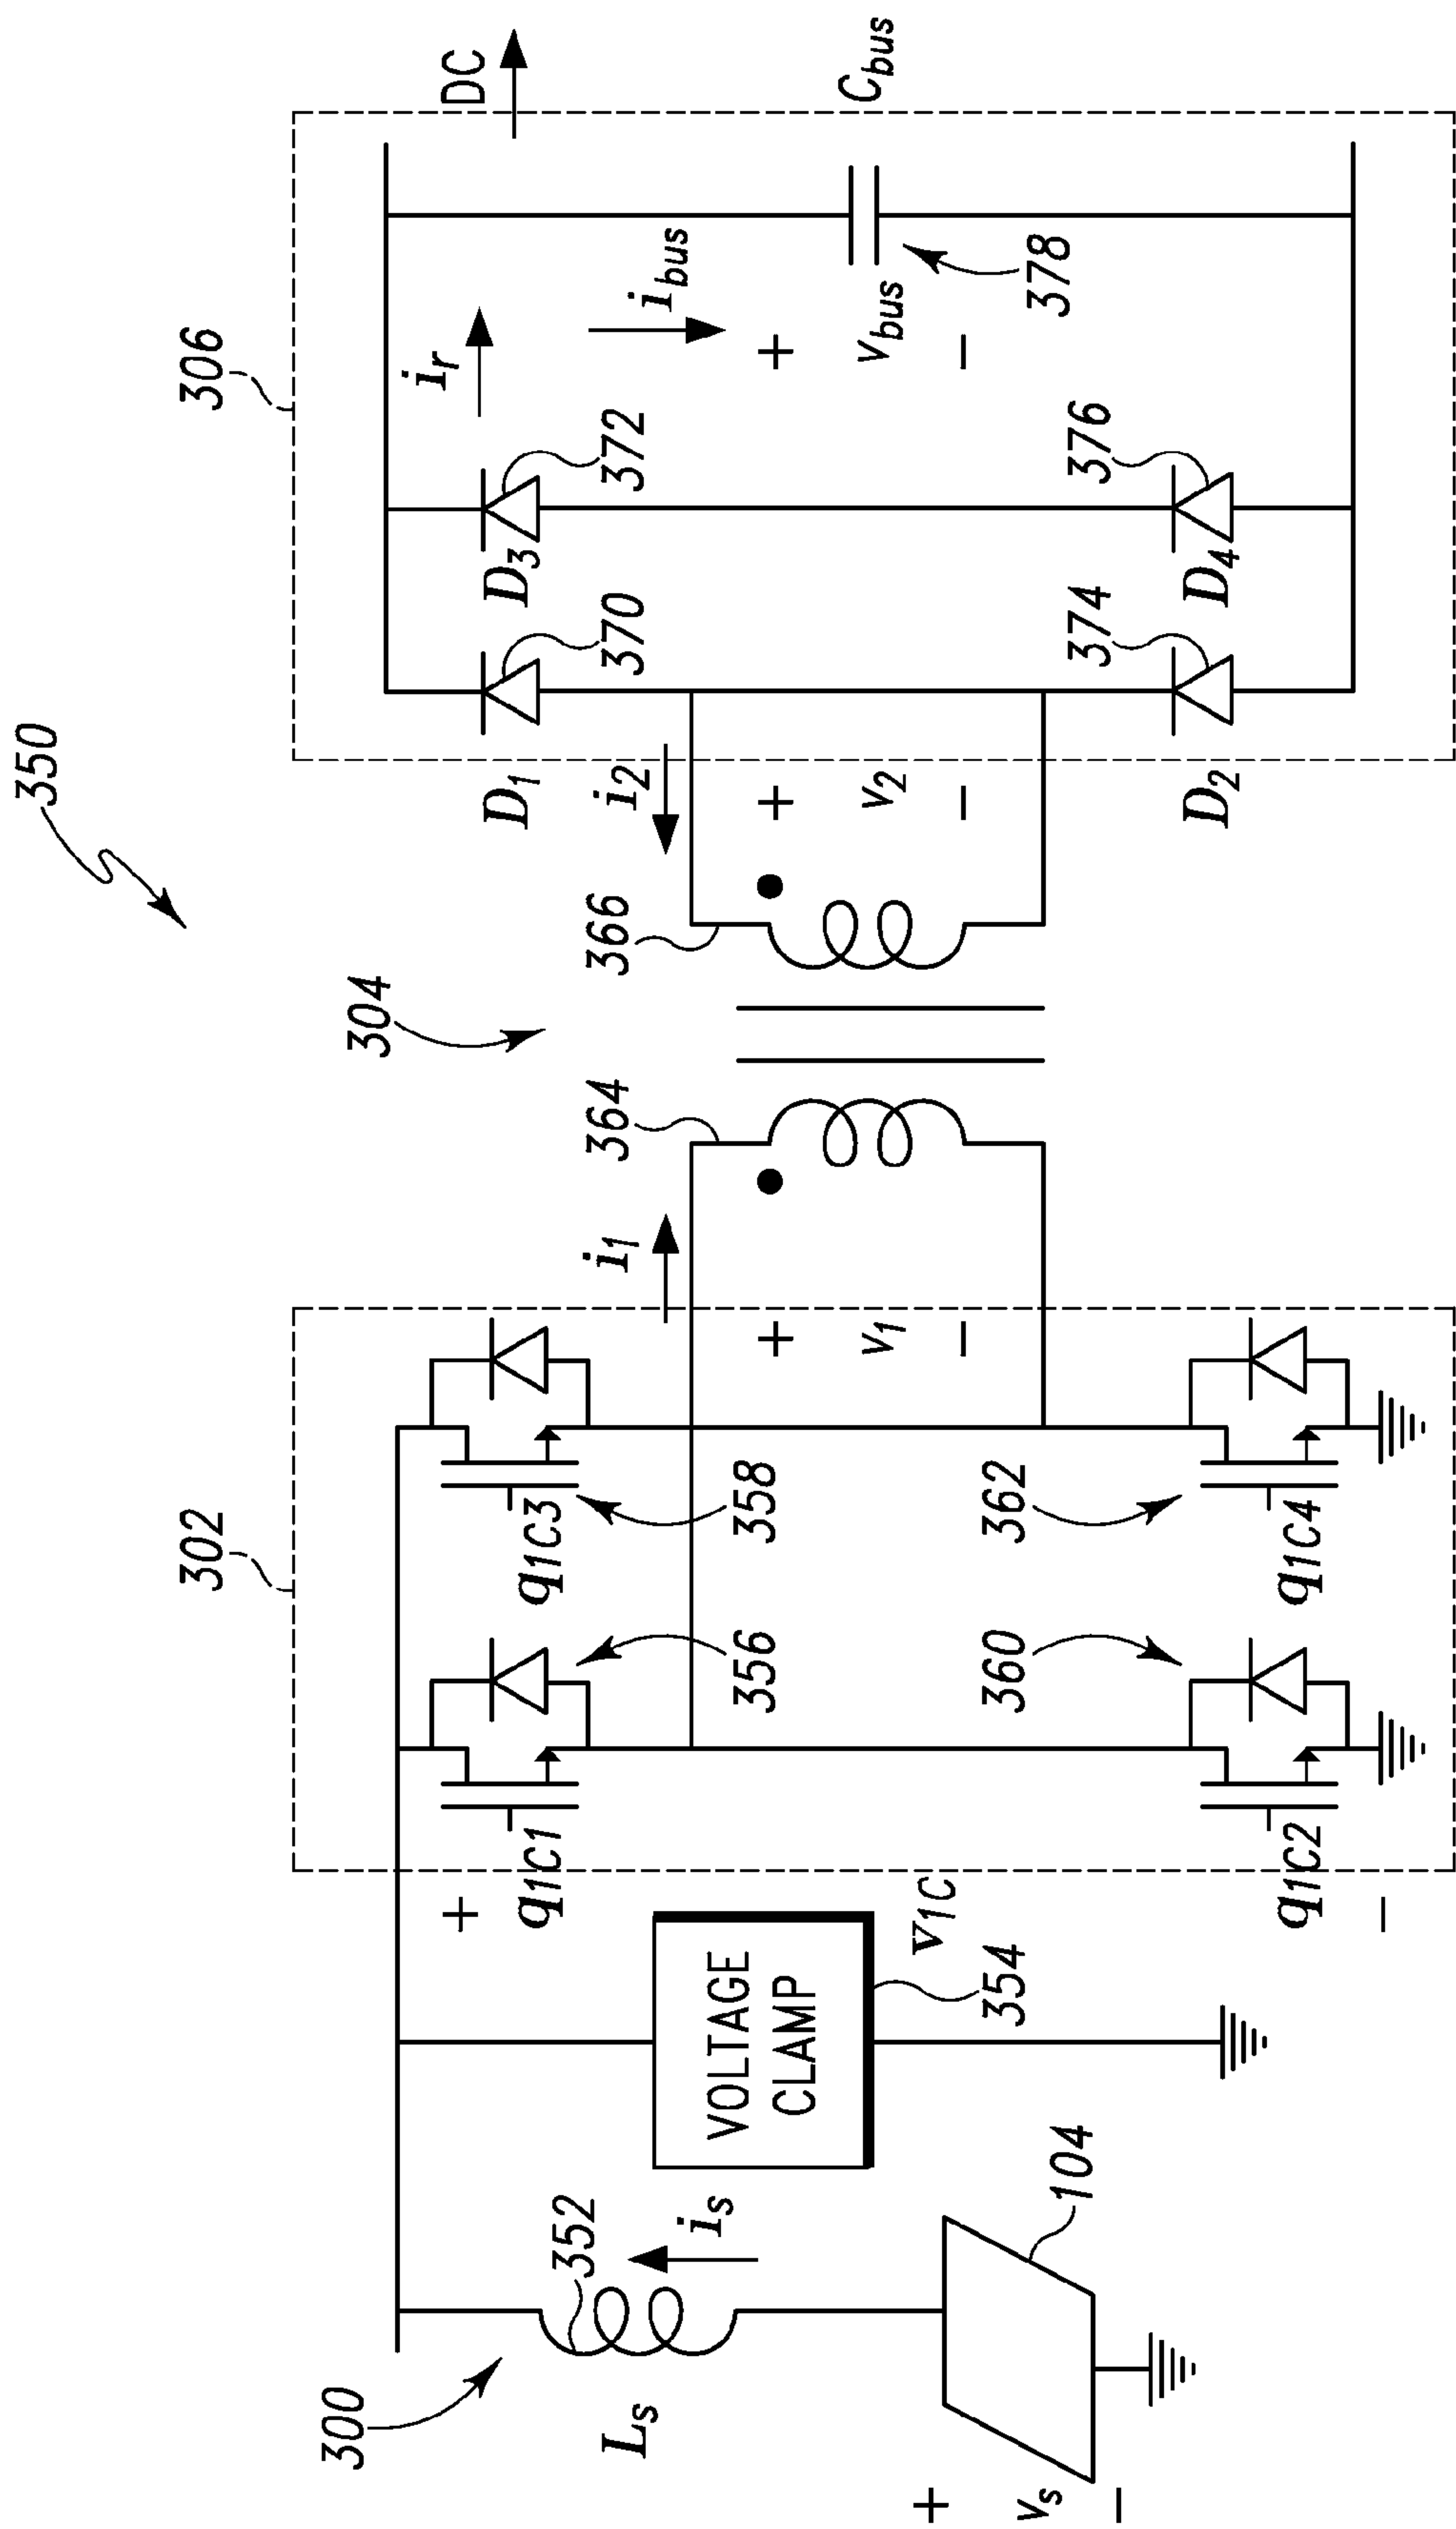 350
300
302
304
306
DC
L_s
352
i_s
+
v_s
−
104
VOLTAGE
CLAMP
354
+
v_1C
−
q_1C1
356
q_1C3
358
q_1C2
360
q_1C4
362
i_1
+
v_1
−
364
366
i_2
+
v_2
−
D_1
370
D_3
372
D_2
374
D_4
376
i_r
i_bus
+
v_bus
−
378
C_bus